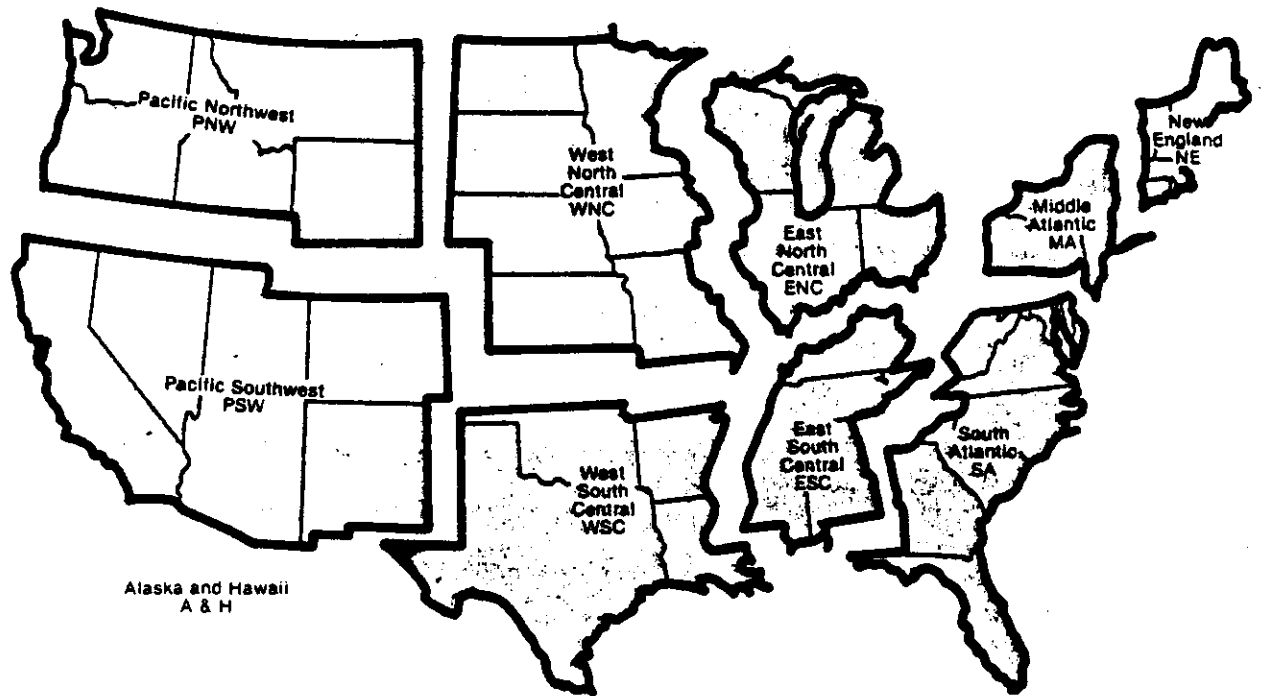 Pacific Northwest
PNW
West
North
Central
WNC
East
North
Central
ENC
New
England
NE
Middle
Atlantic
MA
Pacific Southwest
PSW
West
South
Central
WSC
East
South
Central
ESC
South
Atlantic
SA
Alaska and Hawaii
A & H